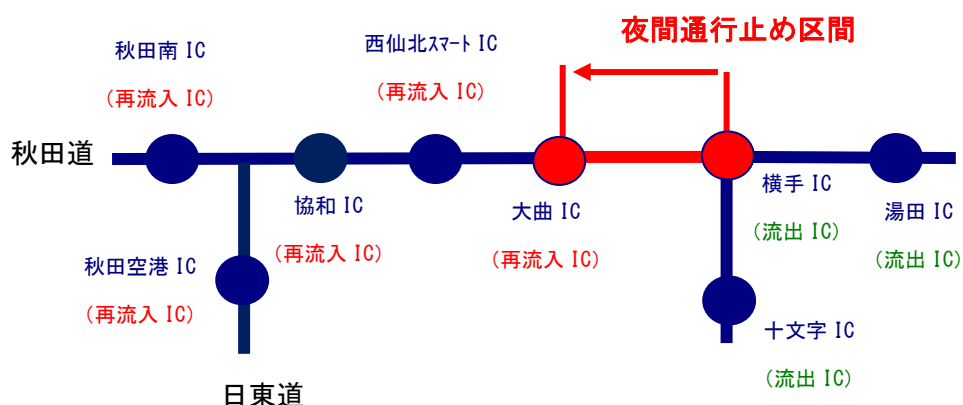 夜間通行止め区間
秋田南 IC
(再流入 IC)
西仙北スマート IC
(再流入 IC)
秋田道
協和 IC
(再流入 IC)
大曲 IC
(再流入 IC)
横手 IC
(流出 IC)
湯田 IC
(流出 IC)
秋田空港 IC
(再流入 IC)
十文字 IC
(流出 IC)
日東道